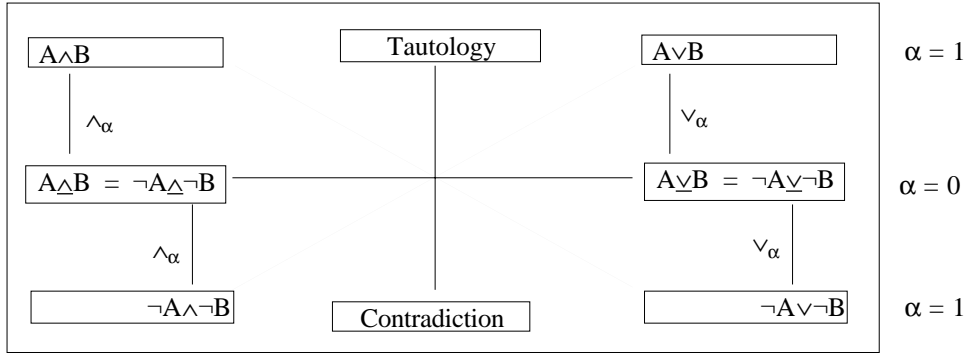 A∧B Tautology A∨B α = 1
∧α ∨α
A∧̲B = ¬A∧̲¬B A∨̲B = ¬A∨̲¬B α = 0
∧α ∨α
¬A∧¬B Contradiction ¬A∨¬B α = 1